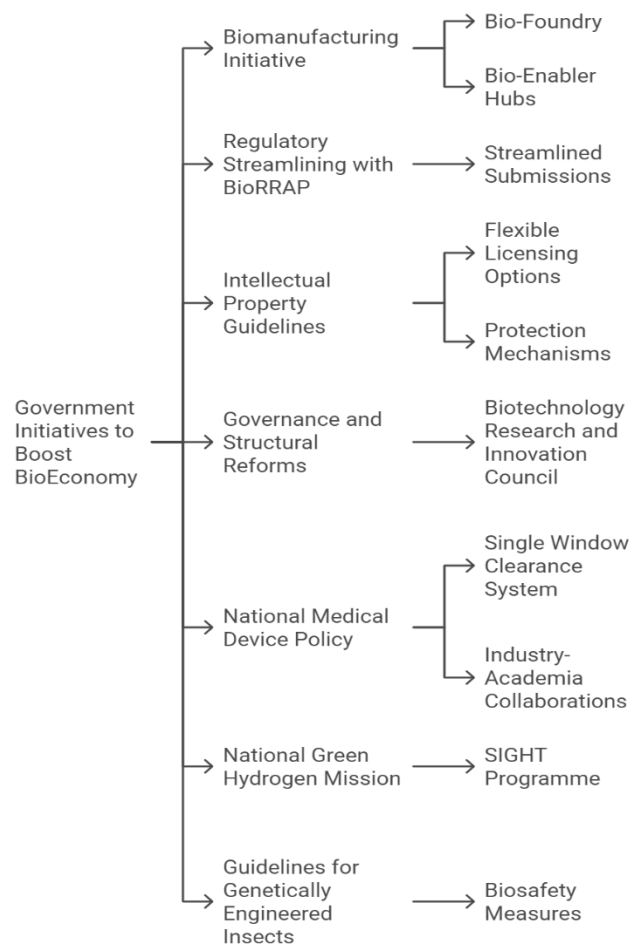 Government
Initiatives to
Boost
BioEconomy
Biomanufacturing
Initiative
Bio-Foundry
Bio-Enabler
Hubs
Regulatory
Streamlining with
BioRRAP
Streamlined
Submissions
Intellectual
Property
Guidelines
Flexible
Licensing
Options
Protection
Mechanisms
Governance and
Structural
Reforms
Biotechnology
Research and
Innovation
Council
National Medical
Device Policy
Single Window
Clearance
System
Industry-
Academia
Collaborations
National Green
Hydrogen Mission
SIGHT
Programme
Guidelines for
Genetically
Engineered
Insects
Biosafety
Measures